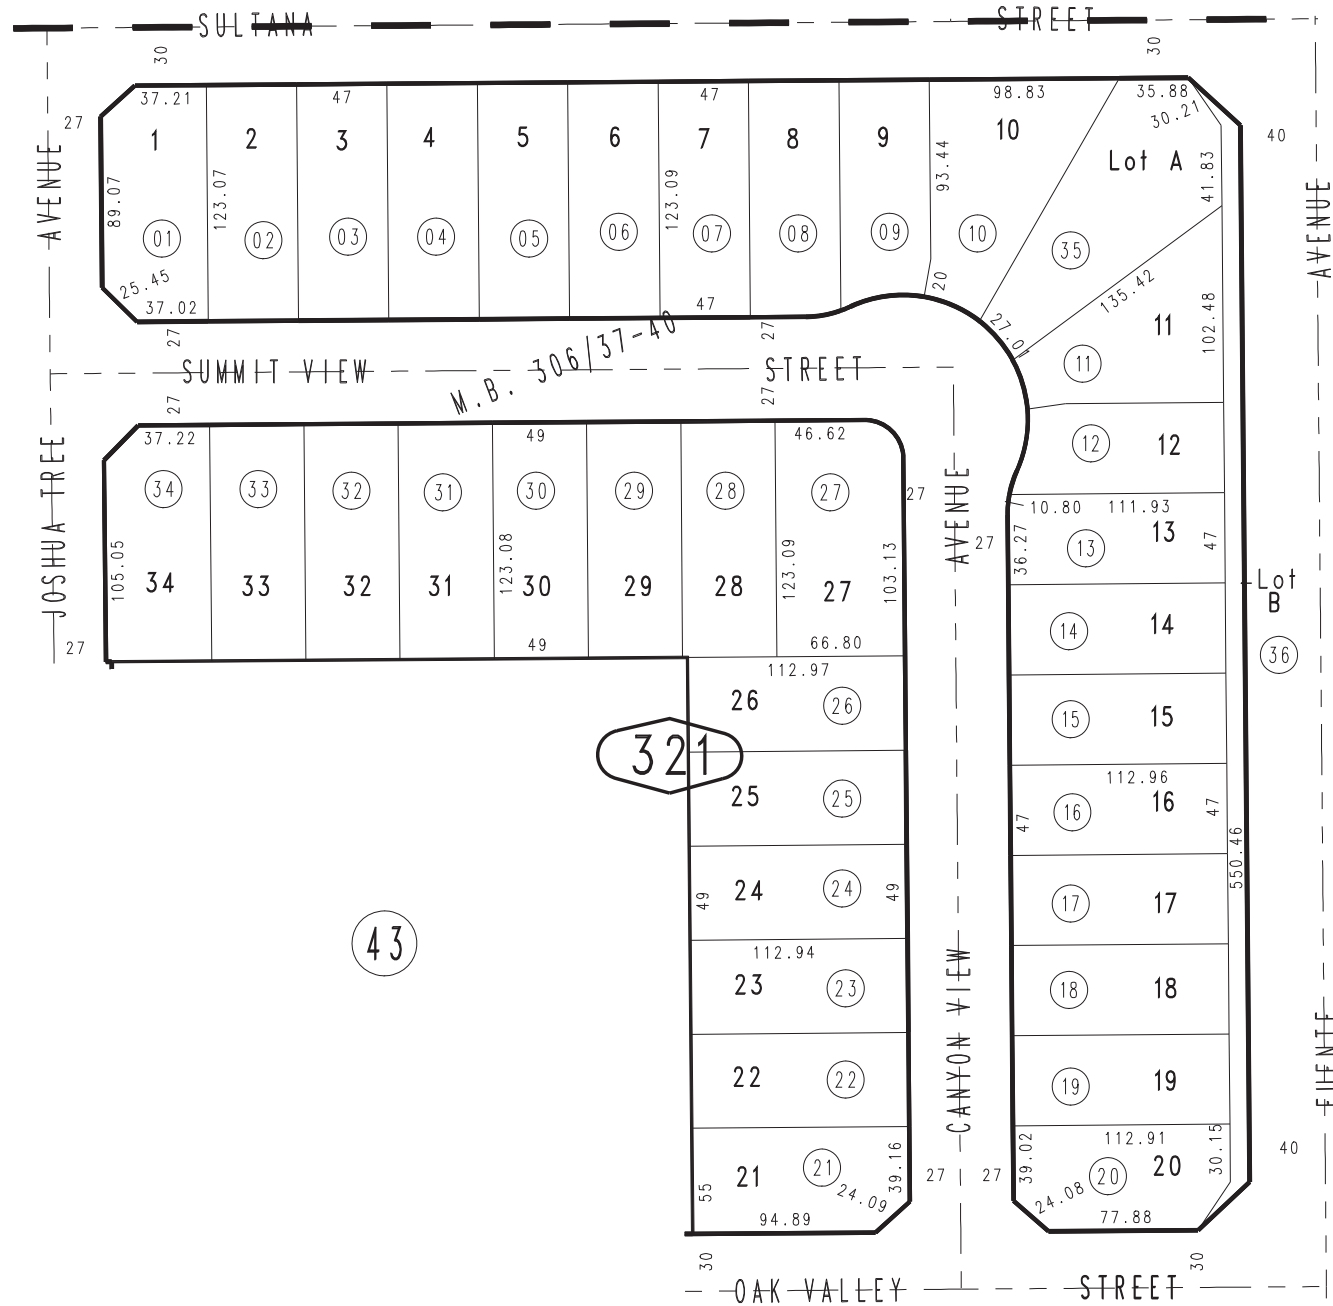 SULTANA STREET
30 30
37.21 47 47 98.83 35.88
27 30.21 40
1 2 3 4 5 6 7 8 9 10 Lot A
AVENUE 89.07 123.07 123.09 93.44 41.83 AVENUE
01 02 03 04 05 06 07 08 09 10 35
25.45 20 135.42
37.02 47 27.01 102.48 11
27 27 11
SUMMIT VIEW STREET
M.B. 306/37-40
27 27
37.22 49 46.62 12 12
34 33 32 31 30 29 28 27 27 AVENUE
10.80 111.93
JOSHUA TREE 105.05 123.08 123.09 103.13 27 36.27 13 13 47
34 33 32 31 30 29 28 27 Lot
B
14 14
27 49 66.80 36
112.97
26 26 15 15
321
112.96
25 25 47 16 16 47
550.46
49 24 24 49 17 17
43
112.94
23 23 CANYON VIEW 18 18
22 22 19 19
FUENTE
112.91
55 21 21 39.16 39.02 20 20 30.15 40
24.09 27 27 24.08
94.89 77.88
30 30
OAK VALLEY STREET